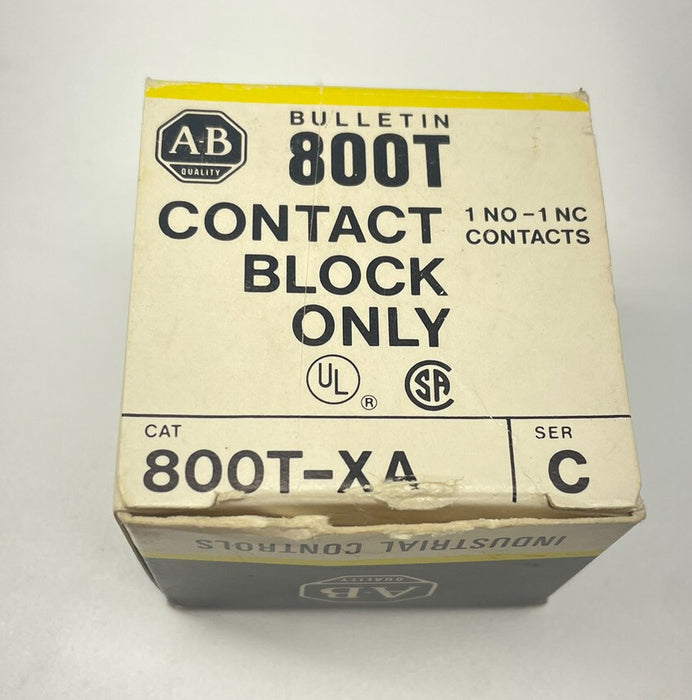 A-B
QUALITY
BULLETIN
800T
CONTACT
BLOCK
ONLY
1 NO-1 NC
CONTACTS
UL ®
SA
CAT
800T-XA
SER
C
INDUSTRIAL CONTROLS
A-B
QUALITY